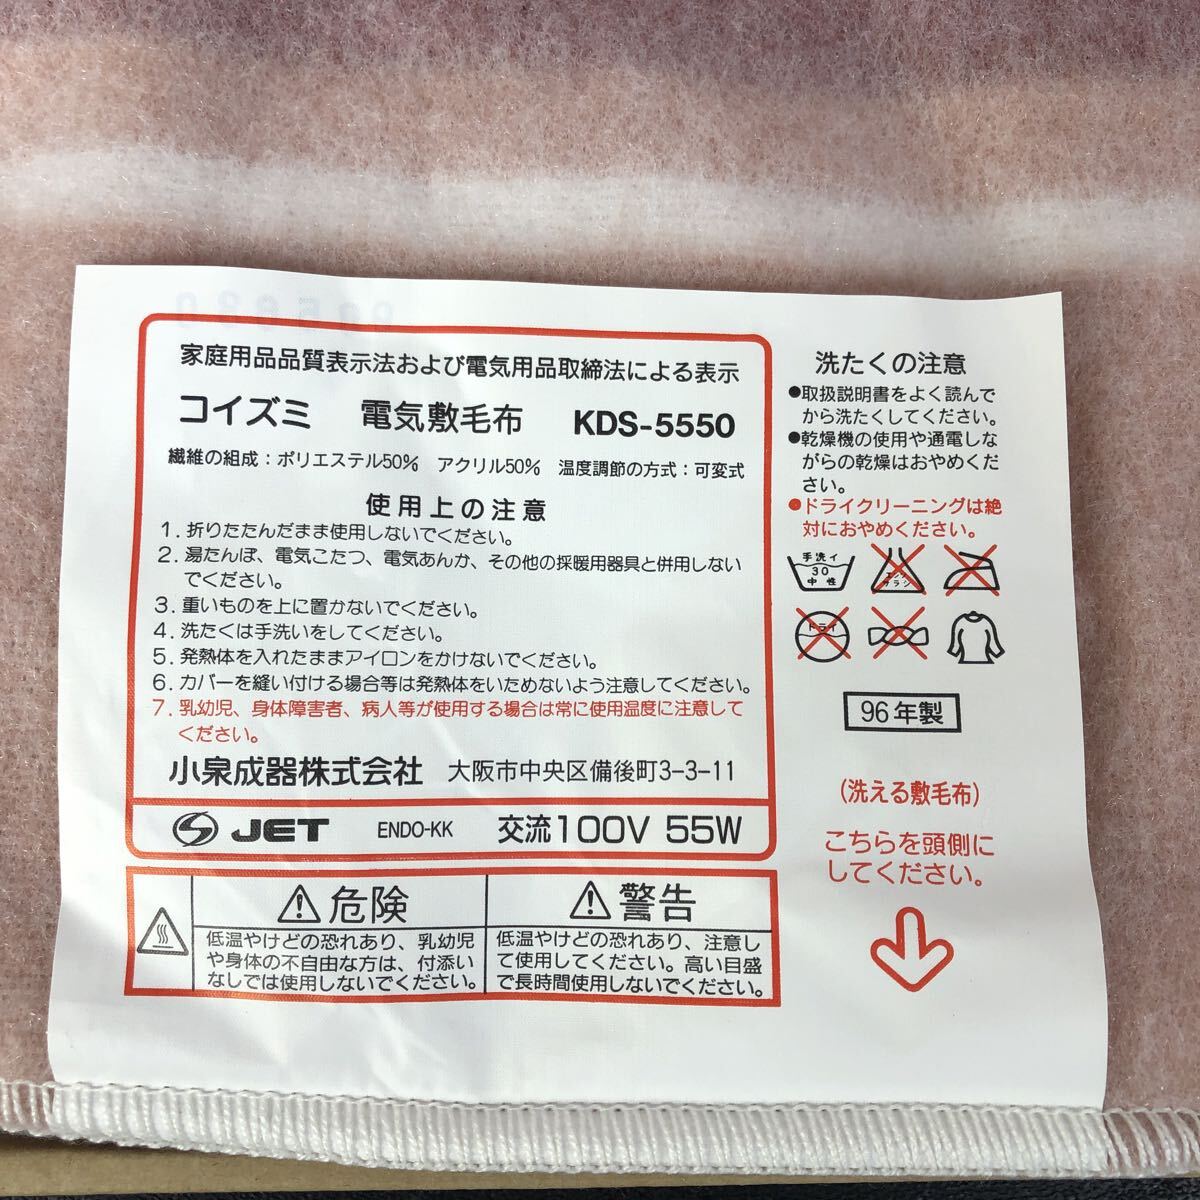 家庭用品品質表示法および電気用品取締法による表示
コイズミ 電気敷毛布 KDS-5550
繊維の組成：ポリエステル50% アクリル50% 温度調節の方式：可変式
使用上の注意
1. 折りたたんだまま使用しないでください。
2. 湯たんぽ、電気こたつ、電気あんか、その他の採暖用器具と併用しない
でください。
3. 重いものを上に置かないでください。
4. 洗たくは手洗いをしてください。
5. 発熱体を入れたままアイロンをかけないでください。
6. カバーを縫い付ける場合等は発熱体をいためないよう注意してください。
7. 乳幼児、身体障害者、病人等が使用する場合は常に使用温度に注意して
ください。
小泉成器株式会社 大阪市中央区備後町3-3-11
JET ENDO-KK 交流100V 55W
危険
低温やけどの恐れあり、乳幼児
や身体の不自由な方は、付添い
なしでは使用しないでください。
警告
低温やけどの恐れあり、注意し
て使用してください。高い目盛
で長時間使用しないでください。
洗たくの注意
●取扱説明書をよく読んで
から洗たくしてください。
●乾燥機の使用や通電しな
がらの乾燥はおやめくだ
さい。
●ドライクリーニングは絶
対におやめください。
手洗イ
30
中性
エンソ
サラシ
ドライ
96年製
(洗える敷毛布)
こちらを頭側に
してください。